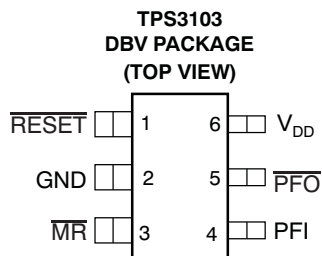 TPS3103
DBV PACKAGE
(TOP VIEW)
RESET 1 6 VDD
GND 2 5 PFO
MR 3 4 PFI